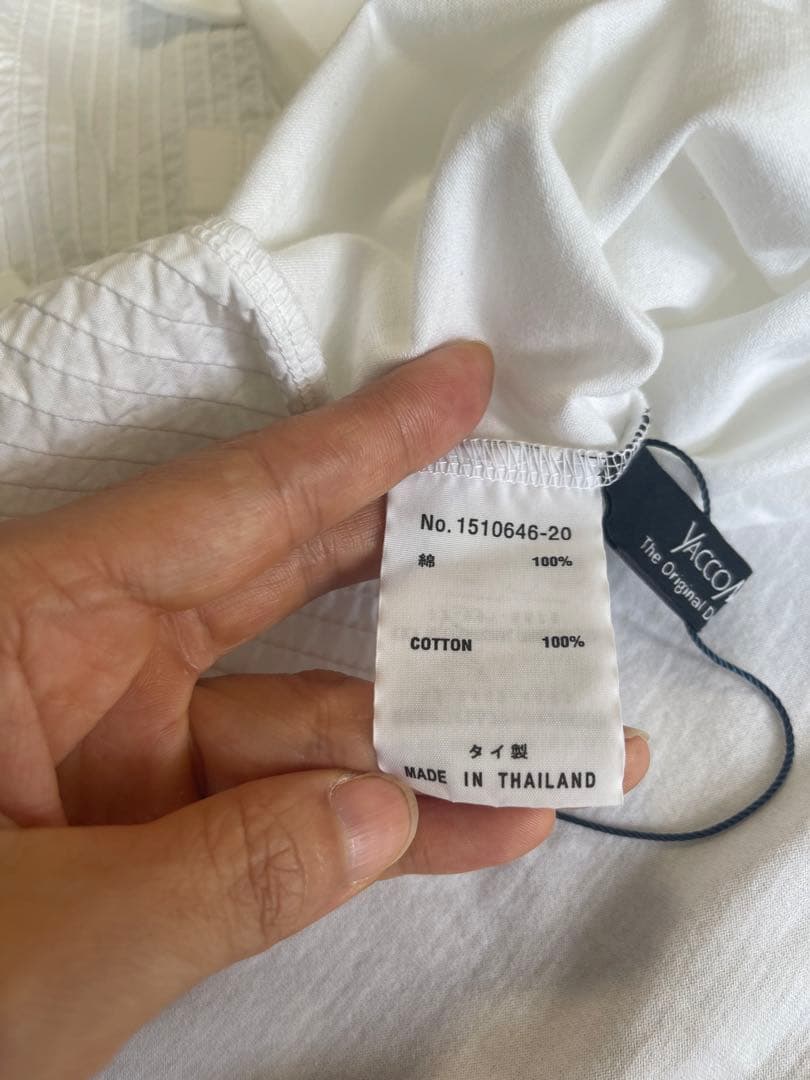 No. 1510646-20
綿 100%
COTTON 100%
タイ製
MADE IN THAILAND
YACCO
The Original